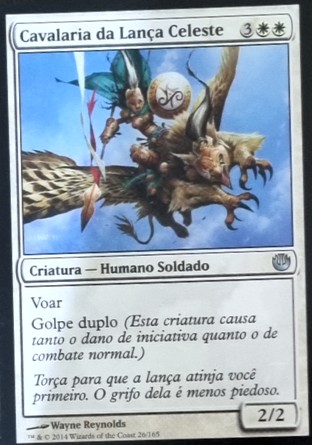 Cavalaria da Lança Celeste 3
Criatura — Humano Soldado
Voar
Golpe duplo (Esta criatura causa
tanto o dano de iniciativa quanto o de
combate normal.)
Torça para que a lança atinja você
primeiro. O grifo dela é menos piedoso.
Wayne Reynolds
™ & © 2014 Wizards of the Coast 26/165
2/2